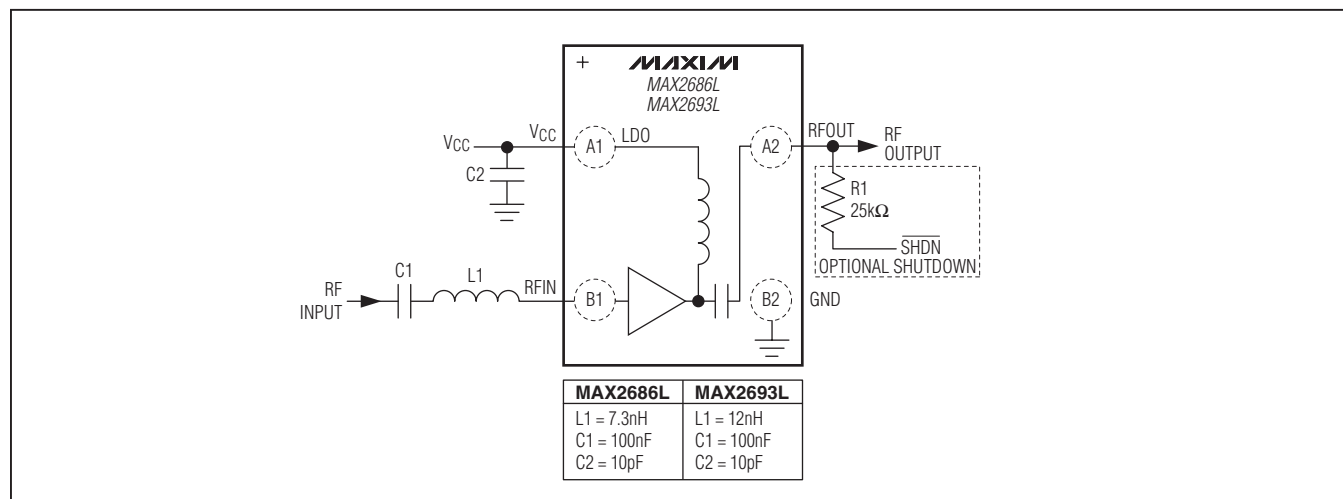 +
MAXIM
MAX2686L
MAX2693L
VCC
VCC
A1
LDO
A2
RFOUT
RF
OUTPUT
C2
R1
25kΩ
SHDN
OPTIONAL SHUTDOWN
RF
INPUT
C1
L1
RFIN
B1
B2
GND
MAX2686L MAX2693L
L1 = 7.3nH L1 = 12nH
C1 = 100nF C1 = 100nF
C2 = 10pF C2 = 10pF